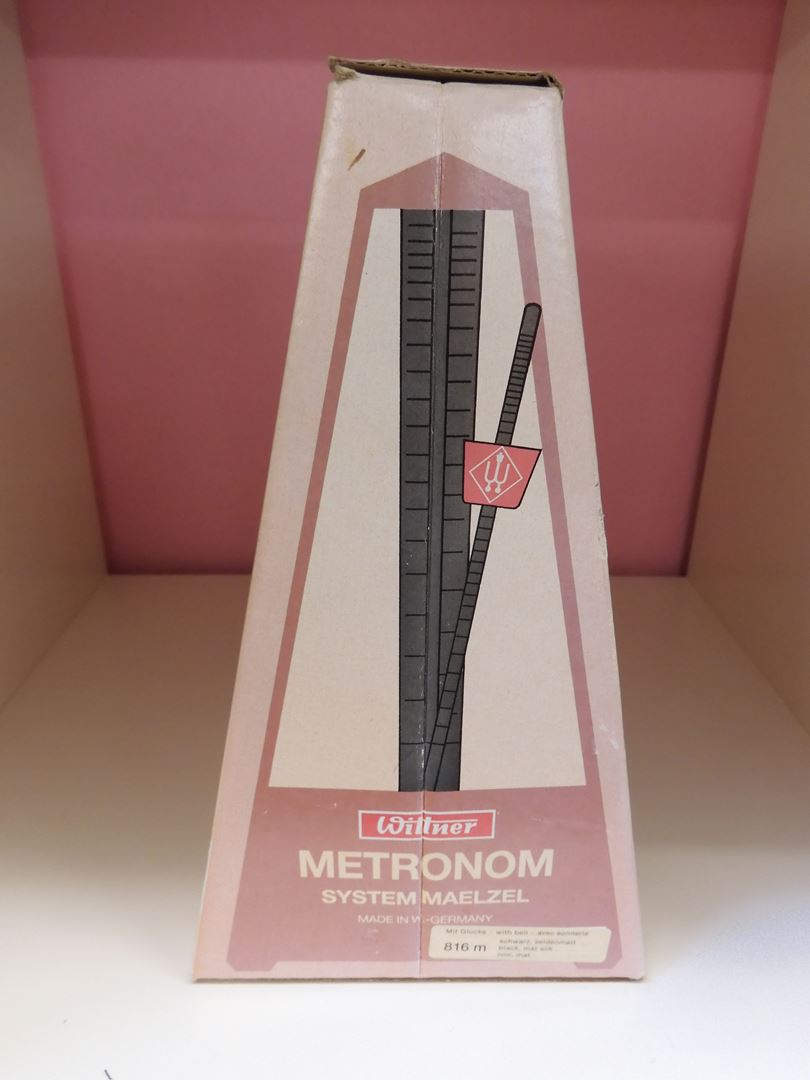 Wittner
METRONOM
SYSTEM MAELZEL
MADE IN W.-GERMANY
Mit Glocke · with bell · avec sonnerie
816 m
schwarz, seidenmatt
black, mat silk
noir, mat